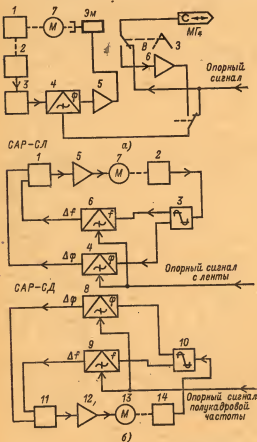 1 7 Эм
М
2
3 4 5
φ
С
МГ4
В 3
6
Опорный
сигнал
а)
САР-СЛ
1 5 7 2
М
Δf 6 f 3
Δφ 4 φ
Опорный сигнал
с ленты
САР-СД
Δφ 8 φ
Δf 9 f 10
Опорный сигнал
полукадровой
частоты
11 12 13 14
М
б)